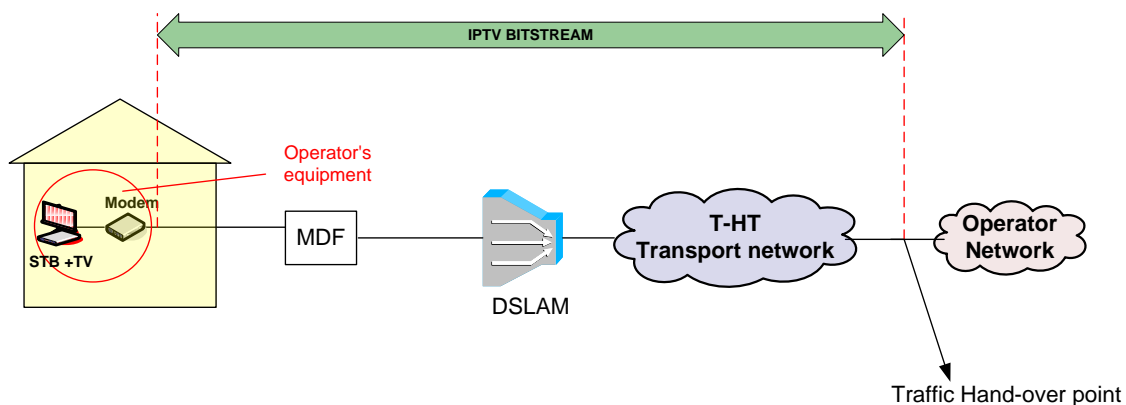 IPTV BITSTREAM
Operator's
equipment
Modem
STB +TV
MDF
DSLAM
T-HT
Transport network
Operator
Network
Traffic Hand-over point